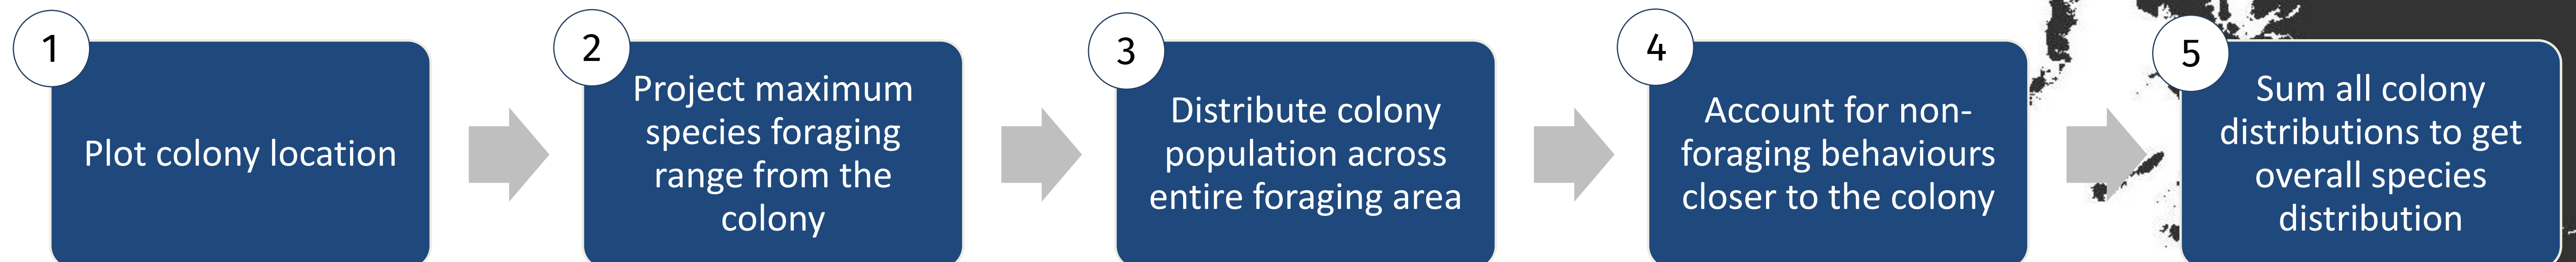 1
Plot colony location
2
Project maximum
species foraging
range from the
colony
3
Distribute colony
population across
entire foraging area
4
Account for non-
foraging behaviours
closer to the colony
5
Sum all colony
distributions to get
overall species
distribution